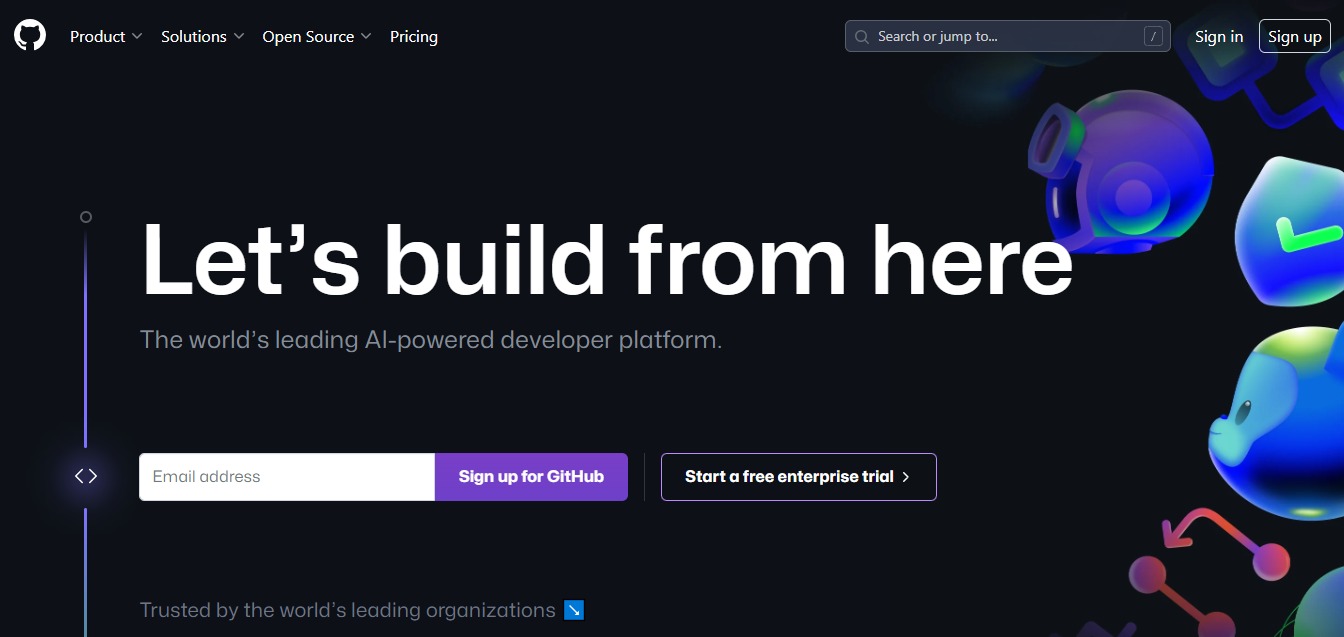 Product Solutions Open Source Pricing Search or jump to... / Sign in Sign up
Let’s build from here
The world’s leading AI-powered developer platform.
Email address Sign up for GitHub Start a free enterprise trial
Trusted by the world’s leading organizations ↘